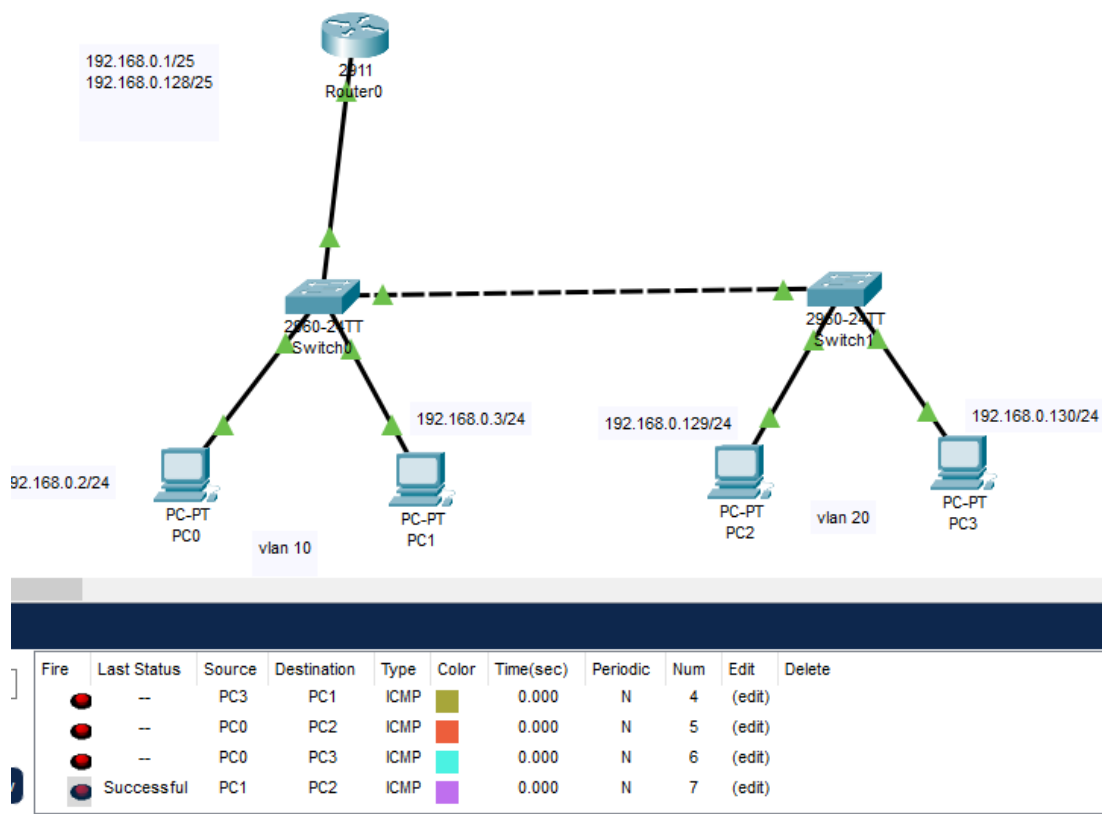 192.168.0.1/25
192.168.0.128/25
2911
Router0
2960-24TT
Switch0
2960-24TT
Switch1
192.168.0.3/24
192.168.0.129/24
192.168.0.130/24
92.168.0.2/24
PC-PT
PC0
vlan 10
PC-PT
PC1
PC-PT
PC2
vlan 20
PC-PT
PC3
Fire Last Status Source Destination Type Color Time(sec) Periodic Num Edit Delete
-- PC3 PC1 ICMP 0.000 N 4 (edit)
-- PC0 PC2 ICMP 0.000 N 5 (edit)
-- PC0 PC3 ICMP 0.000 N 6 (edit)
Successful PC1 PC2 ICMP 0.000 N 7 (edit)